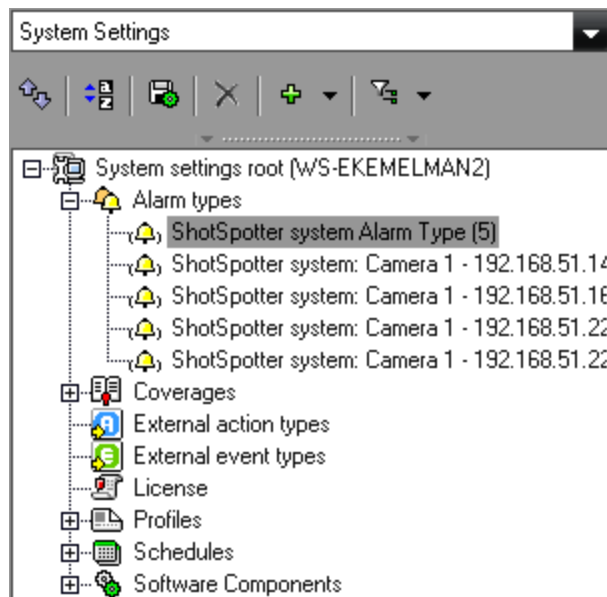 System Settings
System settings root (WS-EKEMELMAN2)
Alarm types
ShotSpotter system Alarm Type (5)
ShotSpotter system: Camera 1 - 192.168.51.14
ShotSpotter system: Camera 1 - 192.168.51.16
ShotSpotter system: Camera 1 - 192.168.51.22
ShotSpotter system: Camera 1 - 192.168.51.22
Coverages
External action types
External event types
License
Profiles
Schedules
Software Components